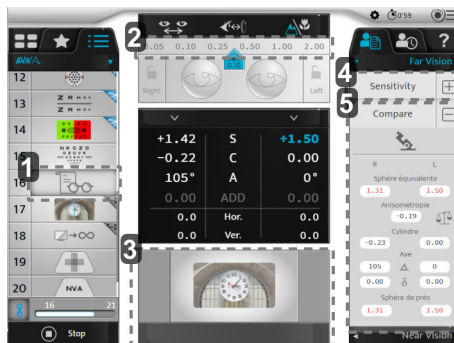 0:59
2
0.05 0.10 0.25 0.50 1.00 2.00
0.10
Right
Left
12
13
Z R H
14
N K C Z O
O Z D V R
15
1
16
17
18
19
20
NVA
16 21
Stop
+1.42 S +1.50
−0.22 C 0.00
105° A 0°
0.00 ADD 0.00
0.0 Hor. 0.0
0.0 Ver. 0.0
3
?
Far Vision
4
Sensitivity
5
Compare
R L
Sphère équivalente
1.31 1.50
Anisométropie
−0.19
Cylindre
−0.23 0.00
Axe
105 0
0.00 δ 0.00
Sphère de près
1.31 1.50
Near Vision